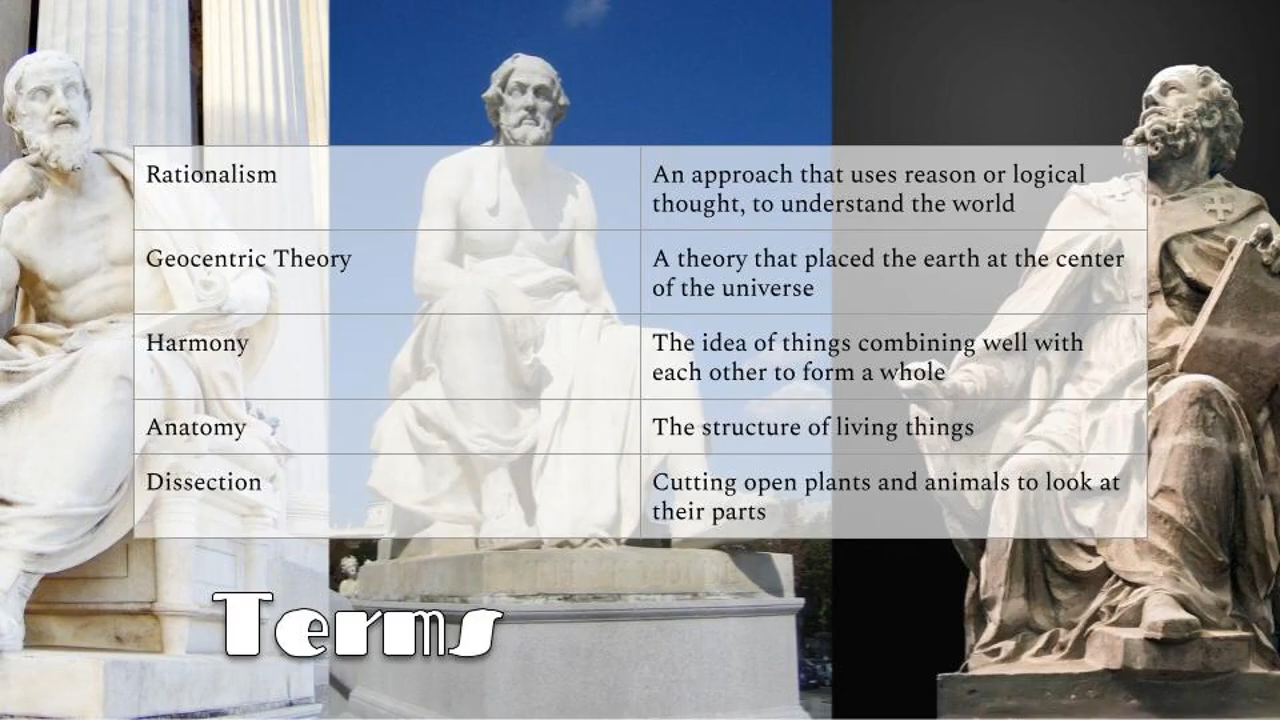 Rationalism
An approach that uses reason or logical
thought, to understand the world
Geocentric Theory
A theory that placed the earth at the center
of the universe
Harmony
The idea of things combining well with
each other to form a whole
Anatomy
The structure of living things
Dissection
Cutting open plants and animals to look at
their parts
Terms